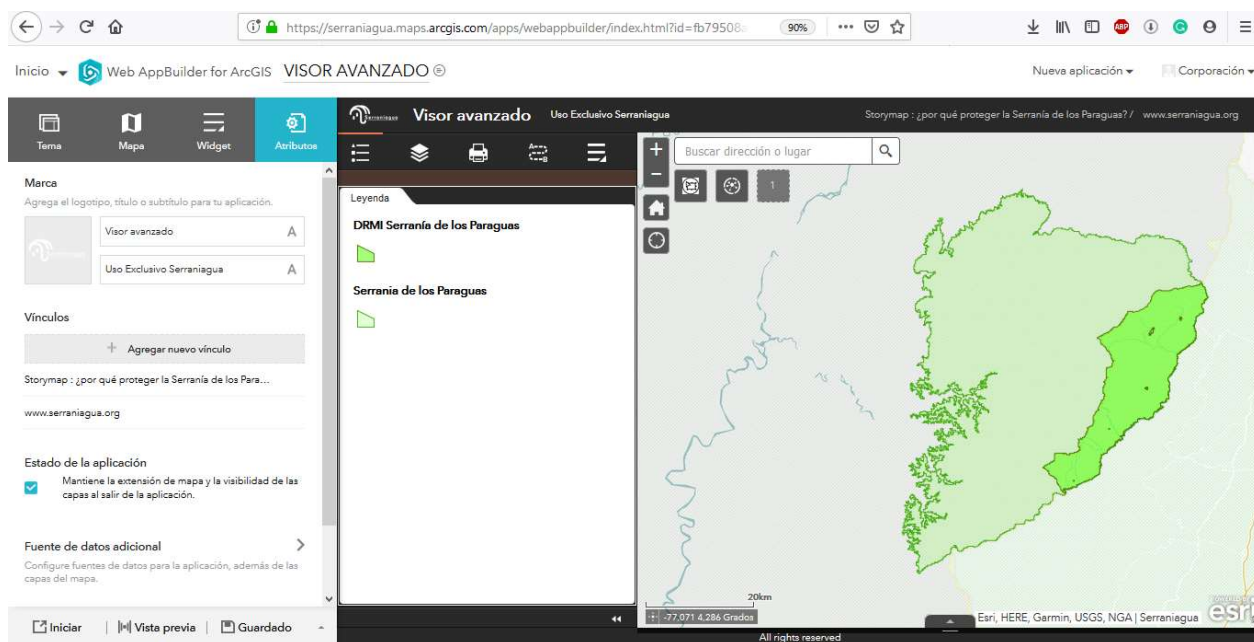 https://serraniagua.maps.arcgis.com/apps/webappbuilder/index.html?id=fb79508
90%
Inicio
Web AppBuilder for ArcGIS
VISOR AVANZADO
Nueva aplicación
Corporación
Tema
Mapa
Widget
Atributos
Serraniagua
Visor avanzado
Uso Exclusivo Serraniagua
Storymap : ¿por qué proteger la Serranía de los Paraguas? /
www.serraniagua.org
Marca
Agrega el logotipo, título o subtítulo para tu aplicación.
Visor avanzado
A
Uso Exclusivo Serraniagua
A
Vínculos
+ Agregar nuevo vínculo
Storymap : ¿por qué proteger la Serranía de los Para...
www.serraniagua.org
Estado de la aplicación
Mantiene la extensión de mapa y la visibilidad de las
capas al salir de la aplicación.
Fuente de datos adicional
Configure fuentes de datos para la aplicación, además de las
capas del mapa.
Iniciar
Vista previa
Guardado
Leyenda
DRMI Serranía de los Paraguas
Serrania de los Paraguas
+
−
Buscar dirección o lugar
1
20km
-77,071 4,286 Grados
Esri, HERE, Garmin, USGS, NGA | Serraniagua
esri
All rights reserved
ABP